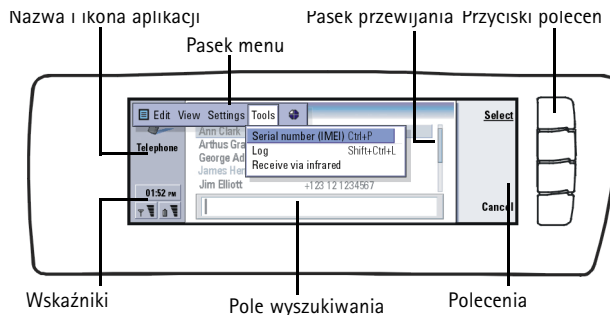 Nazwa i ikona aplikacji
Pasek przewijania
Przyciski poleceń
Pasek menu
Edit View Settings Tools
Select
Telephone
Ann Clark
Arthus Gra
George Ad
James Her
Jim Elliott +123 12 1234567
Serial number (IMEI) Ctrl+P
Log Shift+Ctrl+L
Receive via infrared
01:52 PM
Cancel
Wskaźniki
Pole wyszukiwania
Polecenia